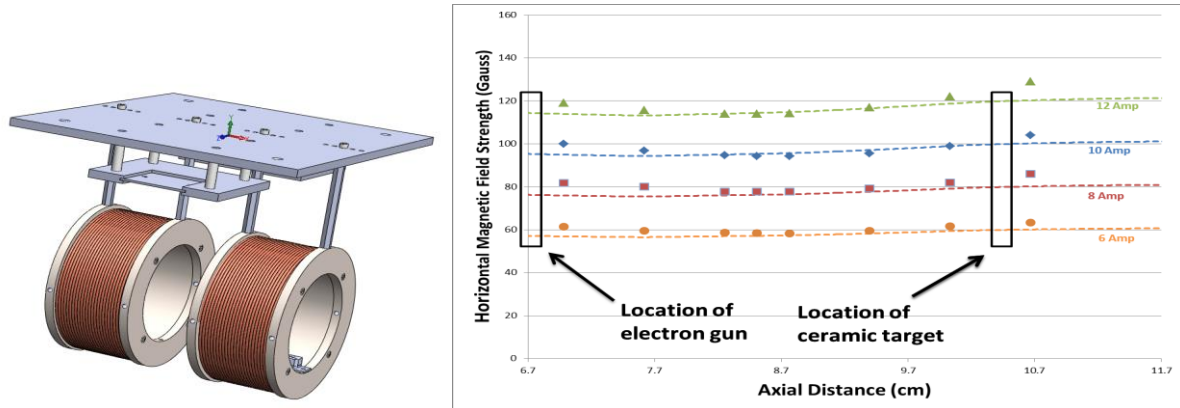 Horizontal Magnetic Field Strength (Gauss)
160
140
120
100
80
60
40
20
0
12 Amp
10 Amp
8 Amp
6 Amp
Location of
electron gun
Location of
ceramic target
6.7 7.7 8.7 9.7 10.7 11.7
Axial Distance (cm)